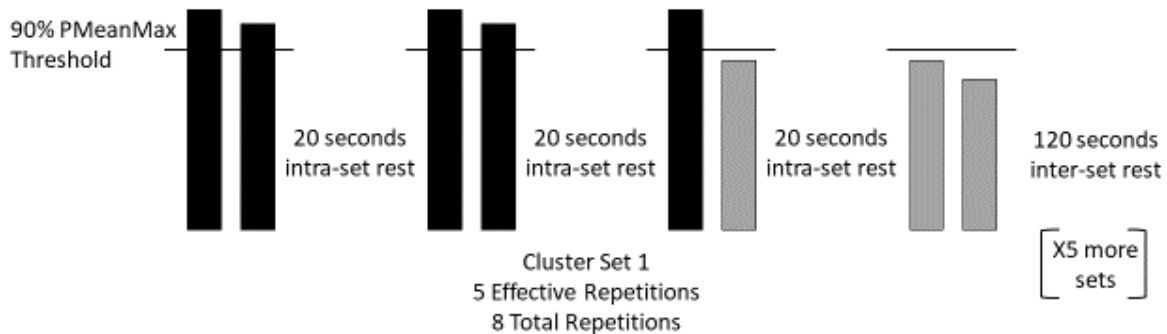 90% PMeanMax
Threshold
20 seconds
intra-set rest
20 seconds
intra-set rest
20 seconds
intra-set rest
120 seconds
inter-set rest
X5 more
sets
Cluster Set 1
5 Effective Repetitions
8 Total Repetitions